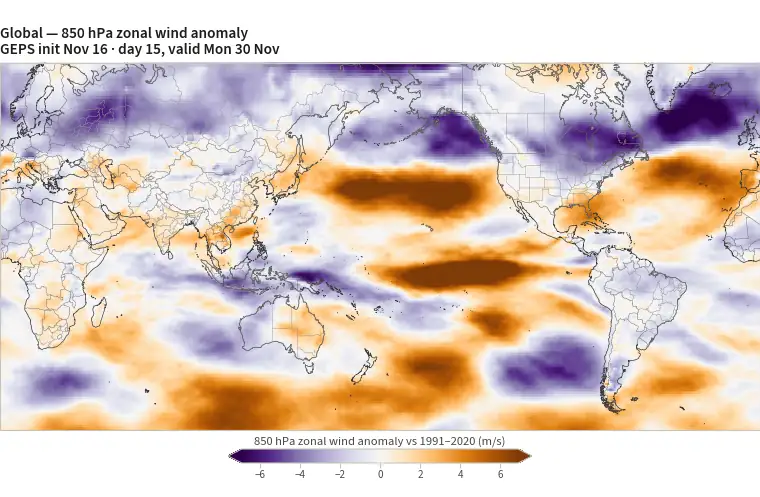 Global — 850 hPa zonal wind anomaly
GEPS init Nov 16 · day 15, valid Mon 30 Nov
850 hPa zonal wind anomaly vs 1991–2020 (m/s)
−6 −4 −2 0 2 4 6